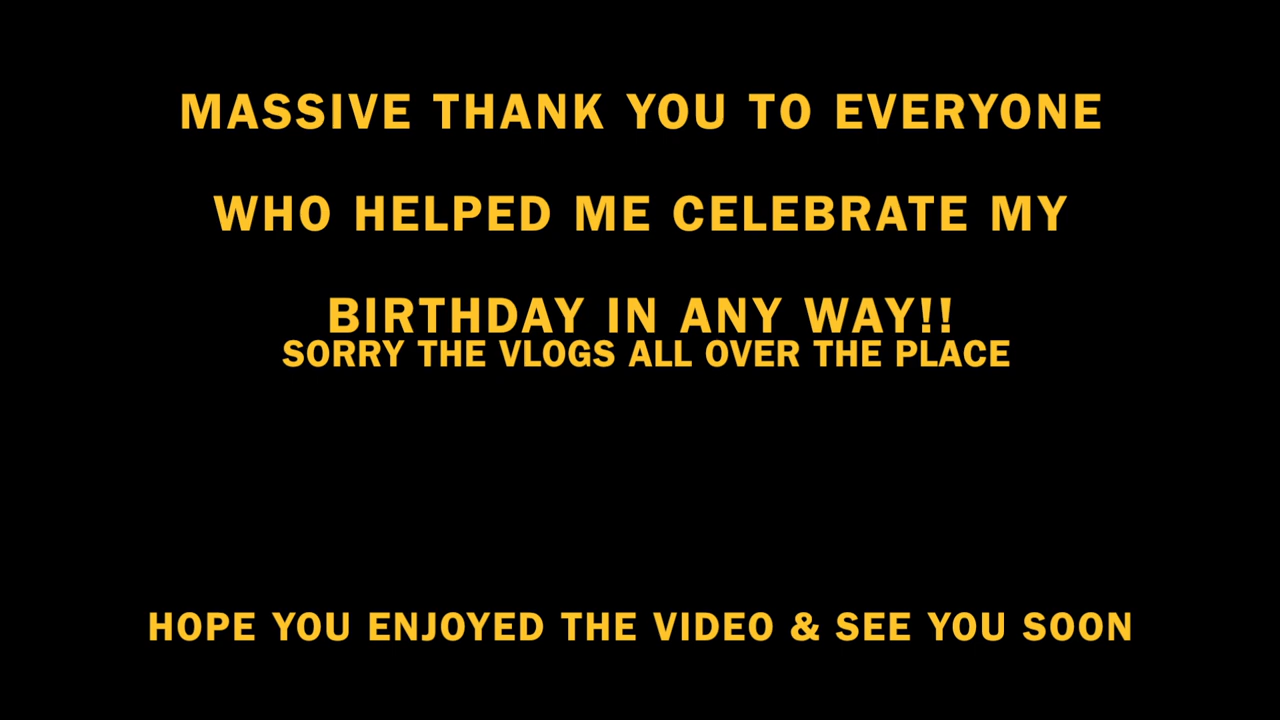 MASSIVE THANK YOU TO EVERYONE
WHO HELPED ME CELEBRATE MY
BIRTHDAY IN ANY WAY!!
SORRY THE VLOGS ALL OVER THE PLACE
HOPE YOU ENJOYED THE VIDEO & SEE YOU SOON